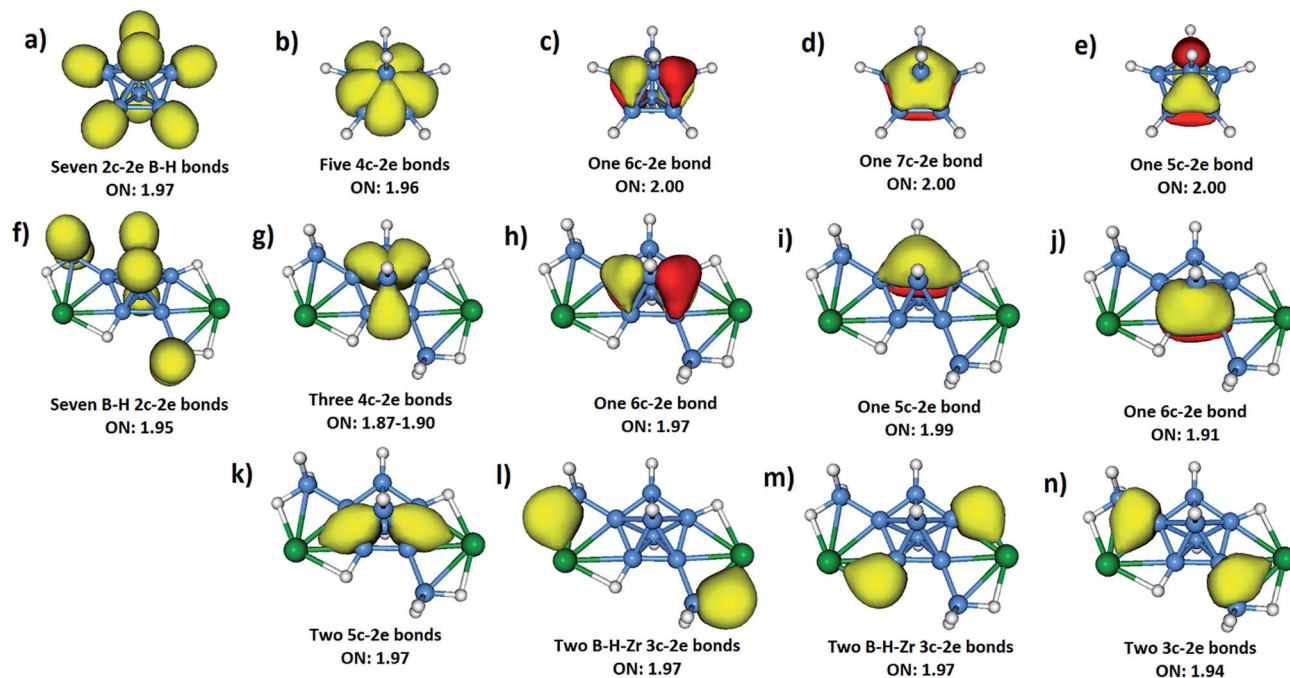 a)
b)
c)
d)
e)
Seven 2c-2e B-H bonds
ON: 1.97
Five 4c-2e bonds
ON: 1.96
One 6c-2e bond
ON: 2.00
One 7c-2e bond
ON: 2.00
One 5c-2e bond
ON: 2.00
f)
g)
h)
i)
j)
Seven B-H 2c-2e bonds
ON: 1.95
Three 4c-2e bonds
ON: 1.87-1.90
One 6c-2e bond
ON: 1.97
One 5c-2e bond
ON: 1.99
One 6c-2e bond
ON: 1.91
k)
l)
m)
n)
Two 5c-2e bonds
ON: 1.97
Two B-H-Zr 3c-2e bonds
ON: 1.97
Two B-H-Zr 3c-2e bonds
ON: 1.97
Two 3c-2e bonds
ON: 1.94